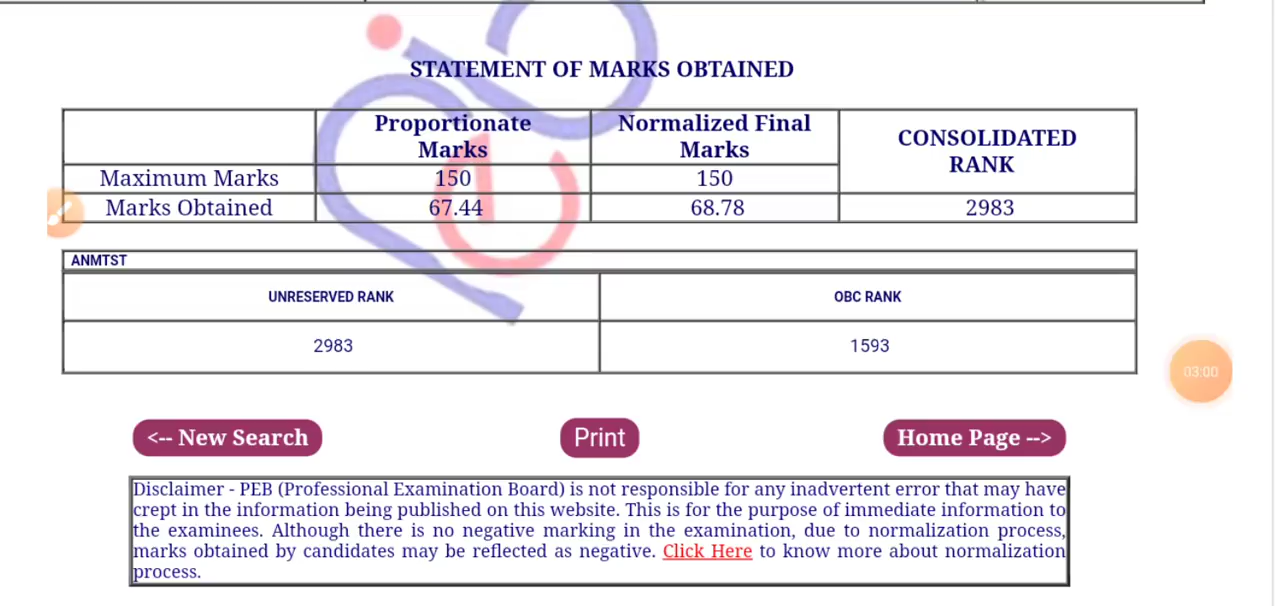 STATEMENT OF MARKS OBTAINED
Proportionate Marks
Normalized Final Marks
CONSOLIDATED RANK
Maximum Marks 150 150
Marks Obtained 67.44 68.78 2983
ANMTST
UNRESERVED RANK OBC RANK
2983 1593
03:00
<-- New Search Print Home Page -->
Disclaimer - PEB (Professional Examination Board) is not responsible for any inadvertent error that may have
crept in the information being published on this website. This is for the purpose of immediate information to
the examinees. Although there is no negative marking in the examination, due to normalization process,
marks obtained by candidates may be reflected as negative. Click Here to know more about normalization
process.